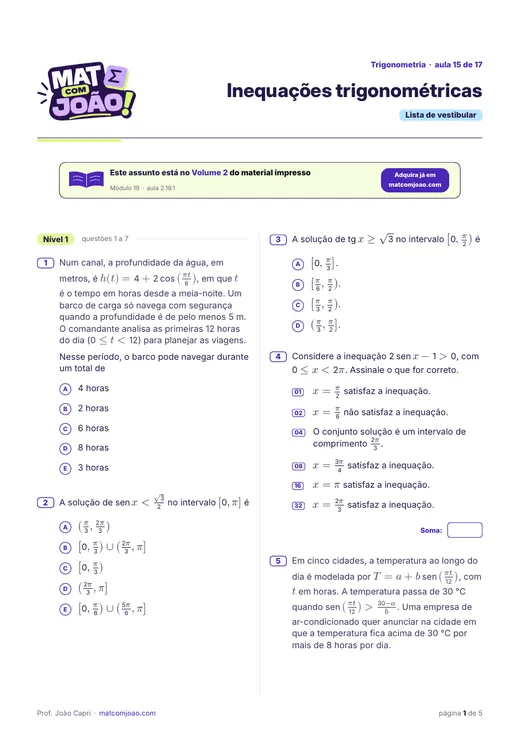 MAT Σ
COM
JOÃO!
Trigonometria · aula 15 de 17
Inequações trigonométricas
Lista de vestibular
Este assunto está no Volume 2 do material impresso
Módulo 19 · aula 2.19.1
Adquira já em
matcomjoao.com
Nível 1 questões 1 a 7
1 Num canal, a profundidade da água, em
metros, é h(t) = 4 + 2 cos (πt/6), em que t
é o tempo em horas desde a meia-noite. Um
barco de carga só navega com segurança
quando a profundidade é de pelo menos 5 m.
O comandante analisa as primeiras 12 horas
do dia (0 ≤ t < 12) para planejar as viagens.
Nesse período, o barco pode navegar durante
um total de
A 4 horas
B 2 horas
C 6 horas
D 8 horas
E 3 horas
2 A solução de sen x < √3/2 no intervalo [0, π] é
A (π/3, 2π/3)
B [0, π/3) ∪ (2π/3, π]
C [0, π/3)
D (2π/3, π]
E [0, π/6) ∪ (5π/6, π]
3 A solução de tg x ≥ √3 no intervalo [0, π/2) é
A [0, π/3].
B [π/6, π/2).
C [π/3, π/2).
D (π/3, π/2].
4 Considere a inequação 2 sen x − 1 > 0, com
0 ≤ x < 2π. Assinale o que for correto.
01 x = π/2 satisfaz a inequação.
02 x = π/6 não satisfaz a inequação.
04 O conjunto solução é um intervalo de
comprimento 2π/3.
08 x = 3π/4 satisfaz a inequação.
16 x = π satisfaz a inequação.
32 x = 2π/3 satisfaz a inequação.
Soma:
5 Em cinco cidades, a temperatura ao longo do
dia é modelada por T = a + b sen (πt/12), com
t em horas. A temperatura passa de 30 °C
quando sen (πt/12) > 30−a/b. Uma empresa de
ar-condicionado quer anunciar na cidade em
que a temperatura fica acima de 30 °C por
mais de 8 horas por dia.
Prof. João Capri · matcomjoao.com
página 1 de 5